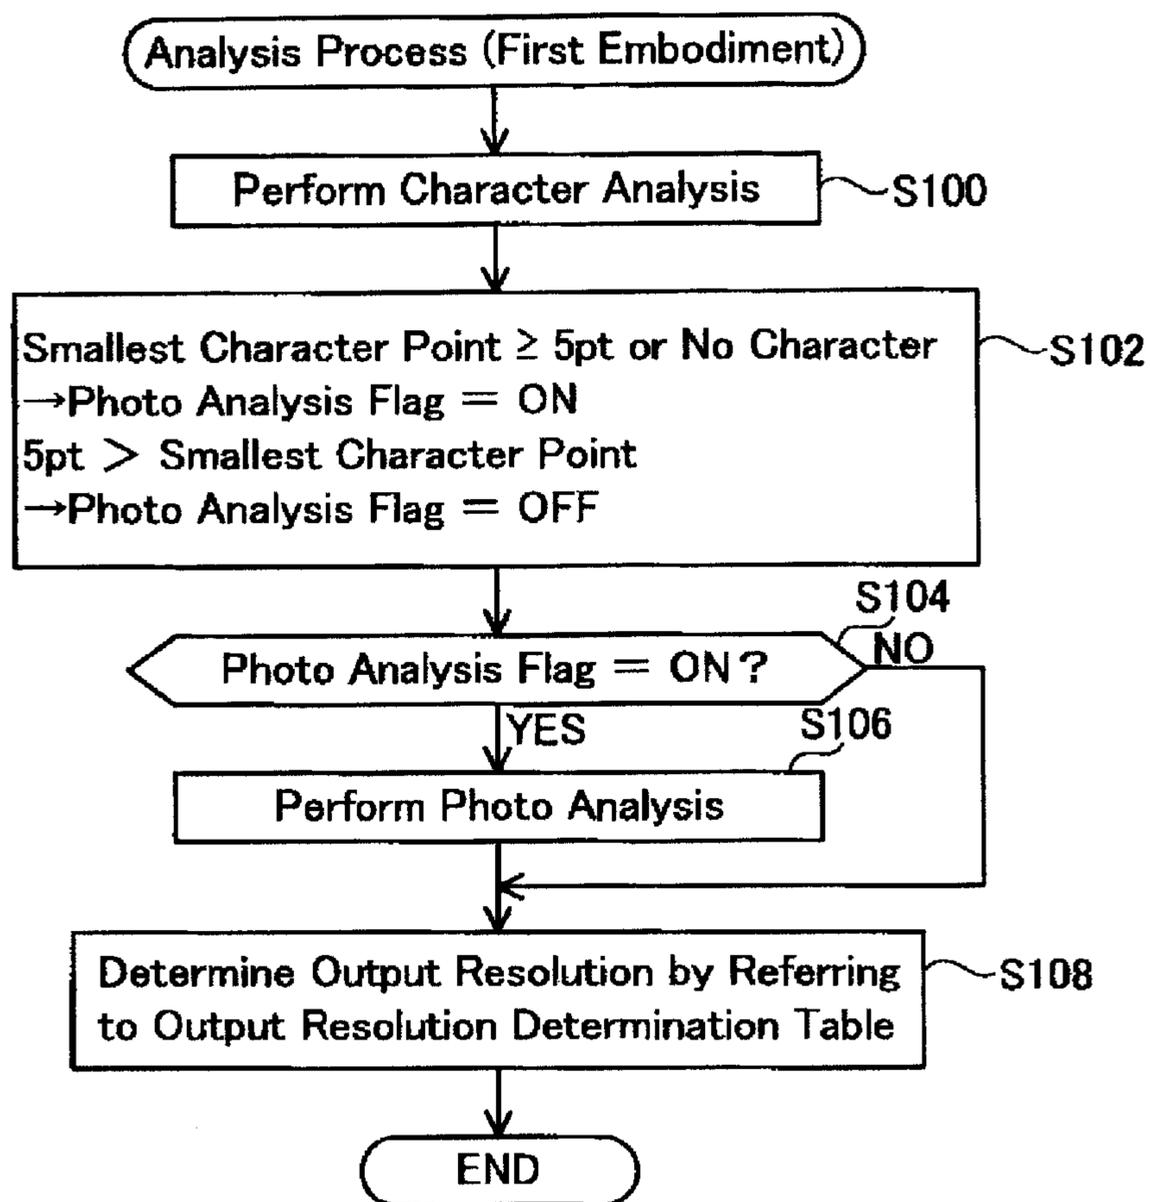 Analysis Process (First Embodiment)
Perform Character Analysis
S100
Smallest Character Point ≥ 5pt or No Character
→Photo Analysis Flag = ON
5pt > Smallest Character Point
→Photo Analysis Flag = OFF
S102
S104
Photo Analysis Flag = ON?
NO
YES
S106
Perform Photo Analysis
Determine Output Resolution by Referring
to Output Resolution Determination Table
S108
END